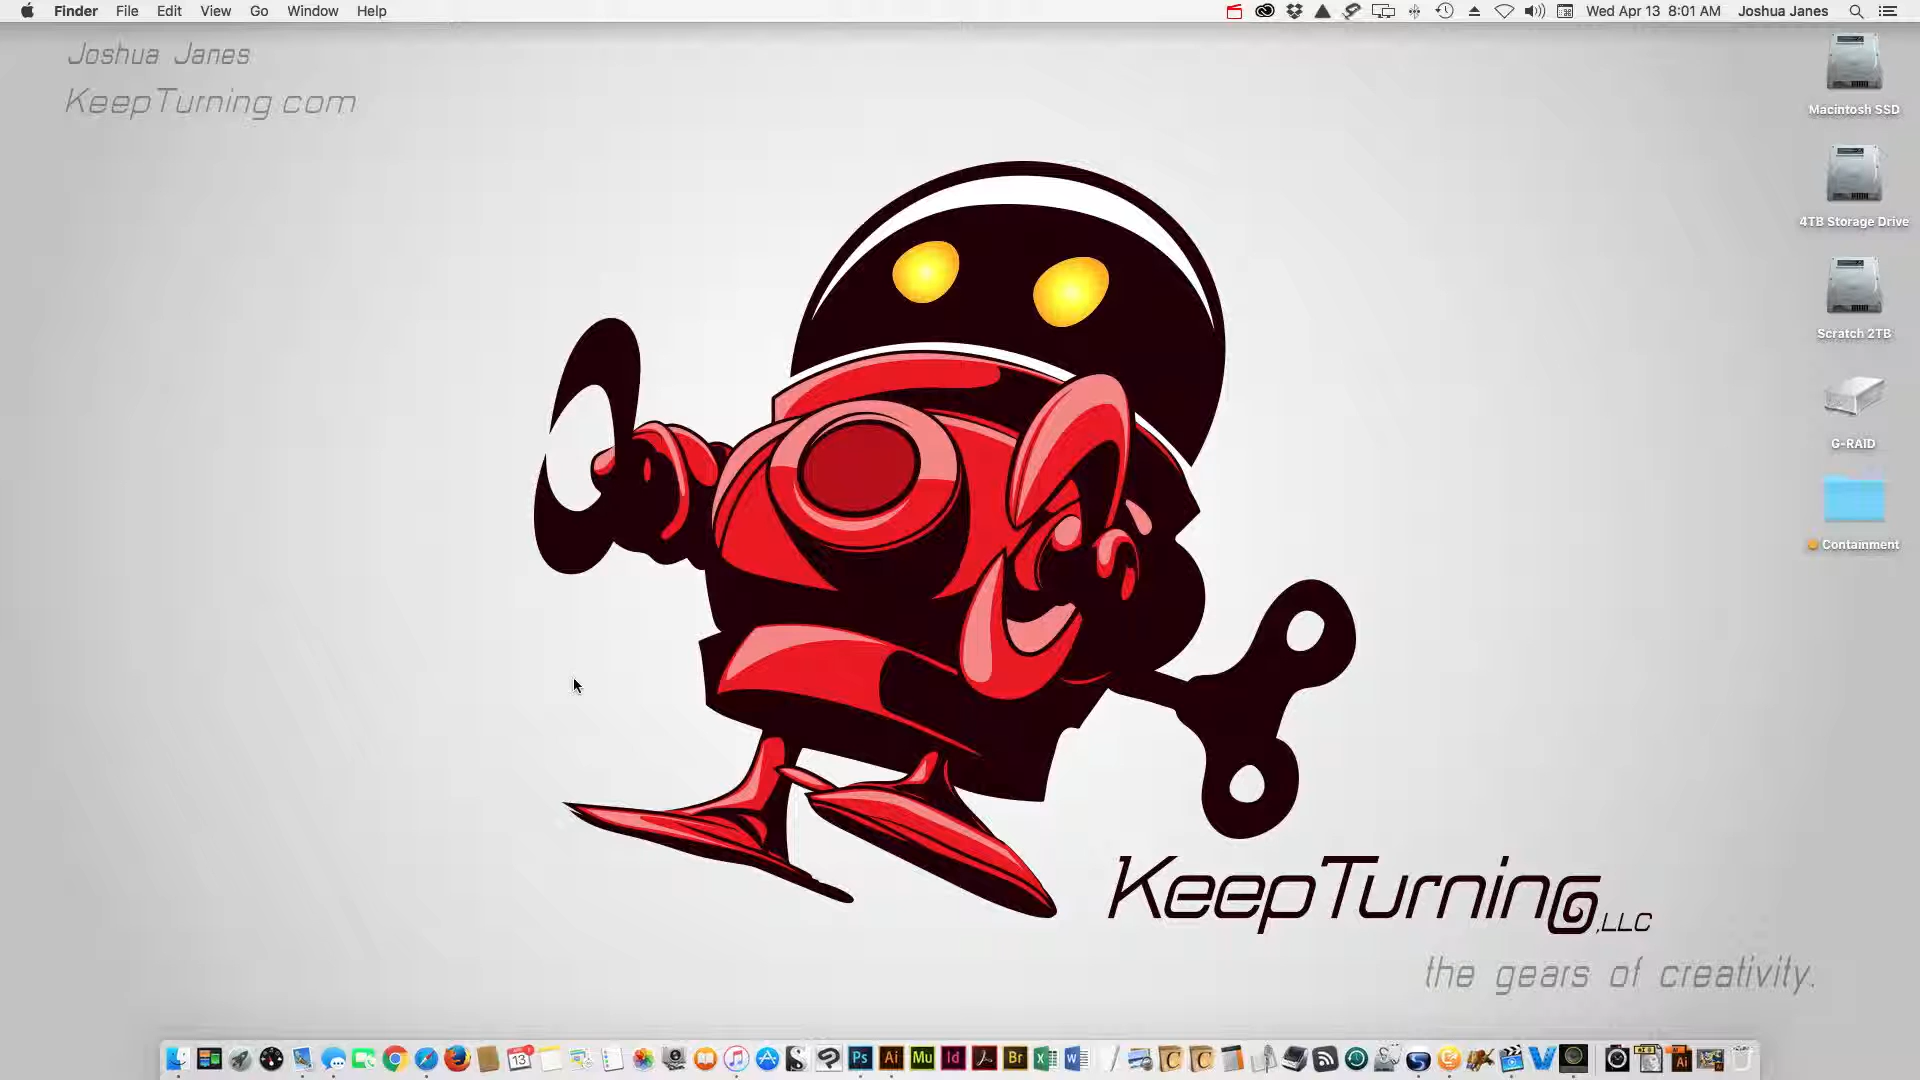 Finder File Edit View Go Window Help
Wed Apr 13 8:01 AM Joshua Janes
Joshua Janes
KeepTurning.com
Macintosh SSD
4TB Storage Drive
Scratch 2TB
G-RAID
Containment
KeepTurning,LLC
the gears of creativity.
13
Ps Ai Mu Id Br